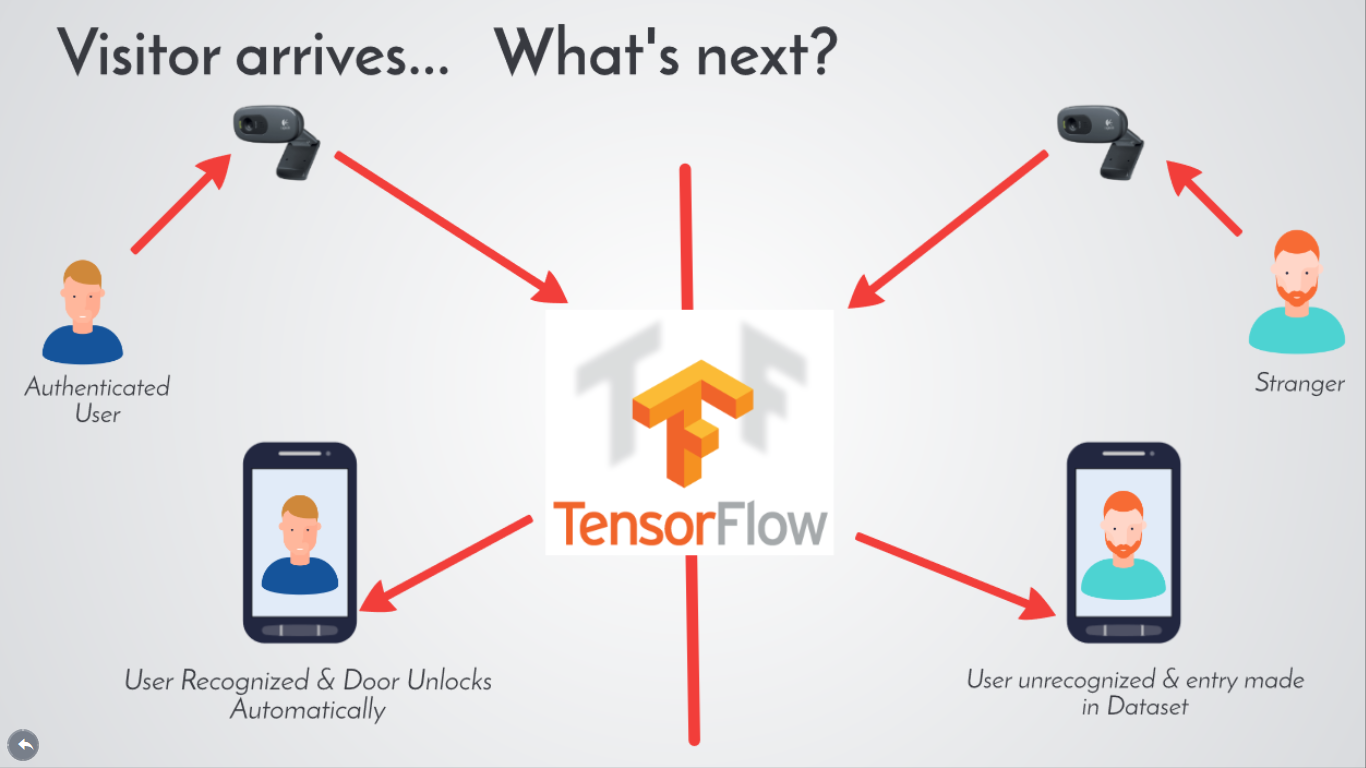 Visitor arrives... What's next?
Authenticated
User
Stranger
TensorFlow
User Recognized & Door Unlocks
Automatically
User unrecognized & entry made
in Dataset